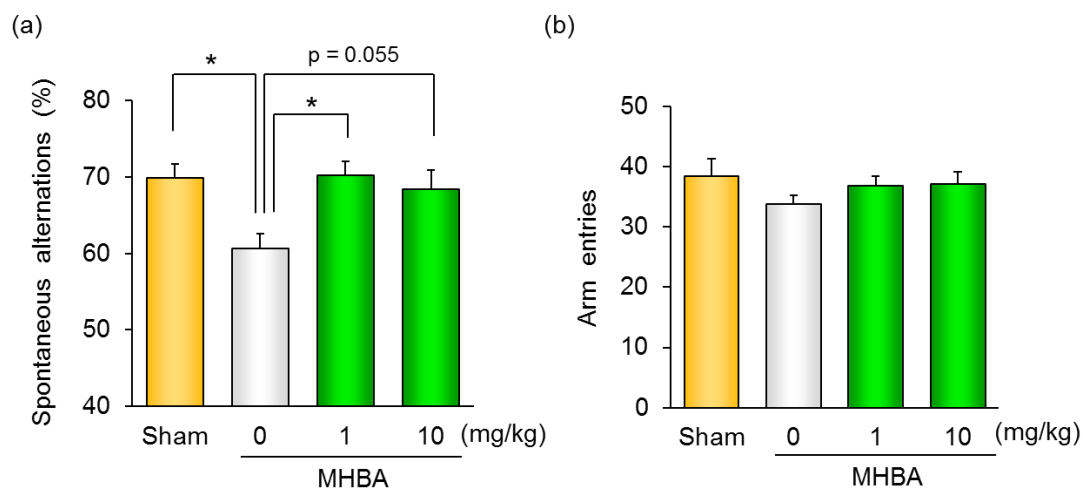 (a)
Spontaneous alternations (%)
80
70
60
50
40
*
p = 0.055
*
Sham
0
1
10
(mg/kg)
MHBA
(b)
Arm entries
50
40
30
20
10
0
Sham
0
1
10
(mg/kg)
MHBA